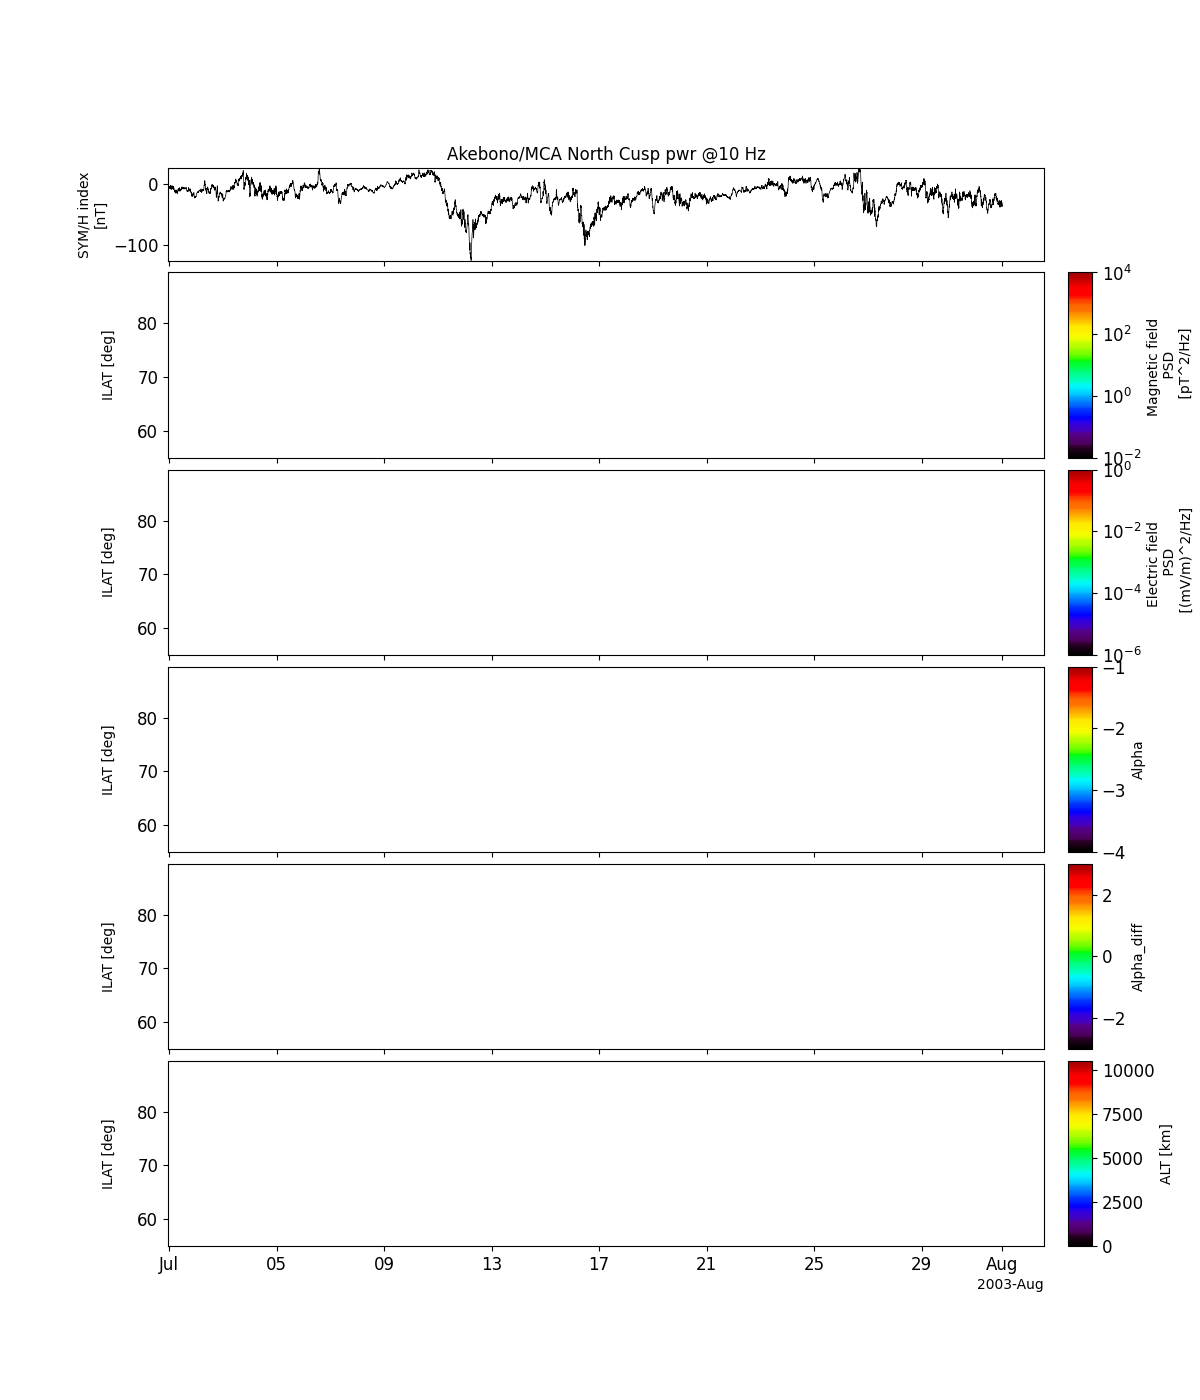 Akebono/MCA North Cusp pwr @10 Hz
SYM/H index
[nT]
0
−100
ILAT [deg]
80
70
60
10^4
10^2
10^0
10^−2
Magnetic field
PSD
[pT^2/Hz]
ILAT [deg]
80
70
60
10^0
10^−2
10^−4
10^−6
Electric field
PSD
[(mV/m)^2/Hz]
ILAT [deg]
80
70
60
−1
−2
−3
−4
Alpha
ILAT [deg]
80
70
60
2
0
−2
Alpha_diff
ILAT [deg]
80
70
60
10000
7500
5000
2500
0
ALT [km]
Jul 05 09 13 17 21 25 29 Aug
2003-Aug